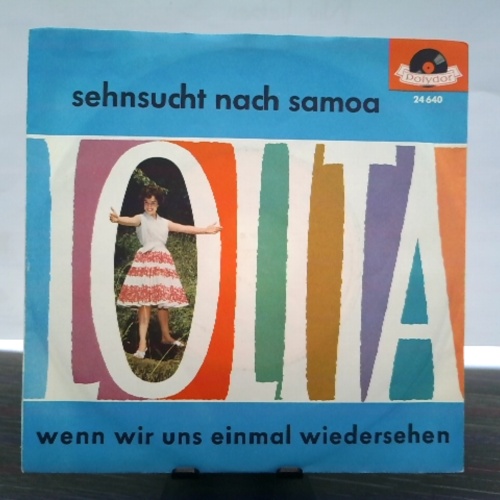 Polydor
sehnsucht nach samoa
24 640
LOLITA
wenn wir uns einmal wiedersehen